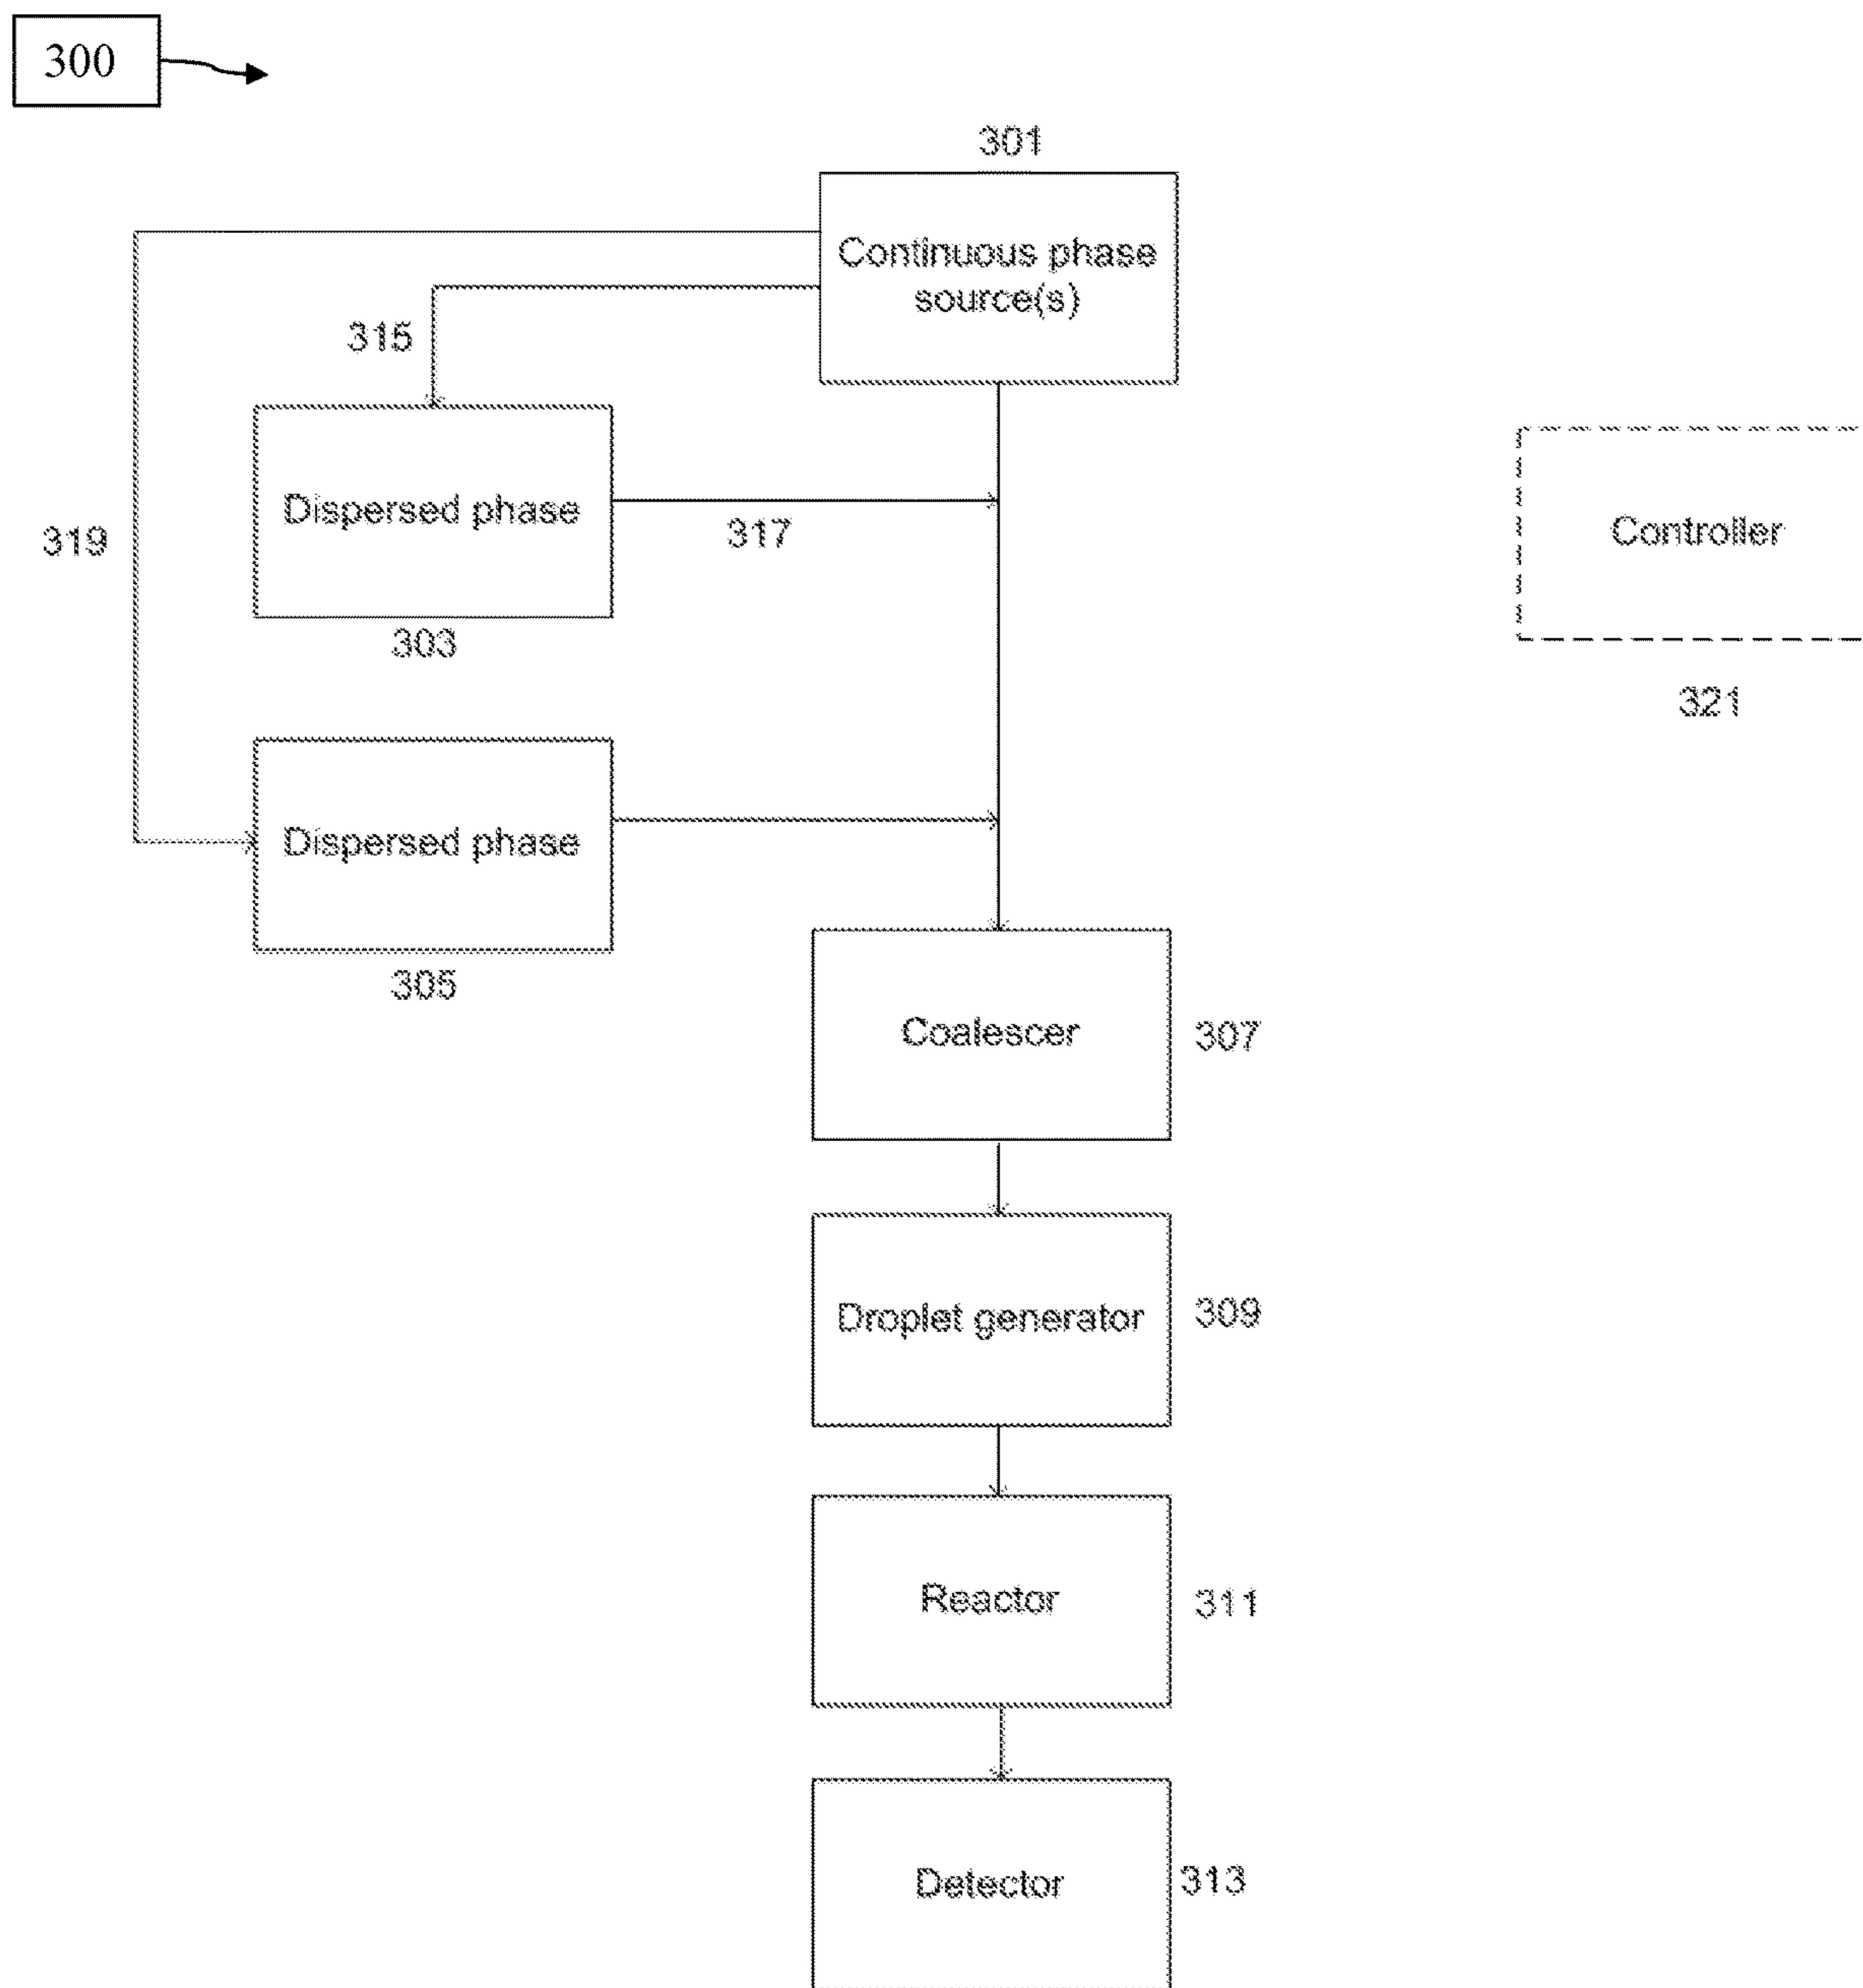 300
301
Continuous phase
source(s)
315
Dispersed phase
317
303
319
Controller
321
Dispersed phase
305
Coalescer
307
Droplet generator
309
Reactor
311
Detector
313